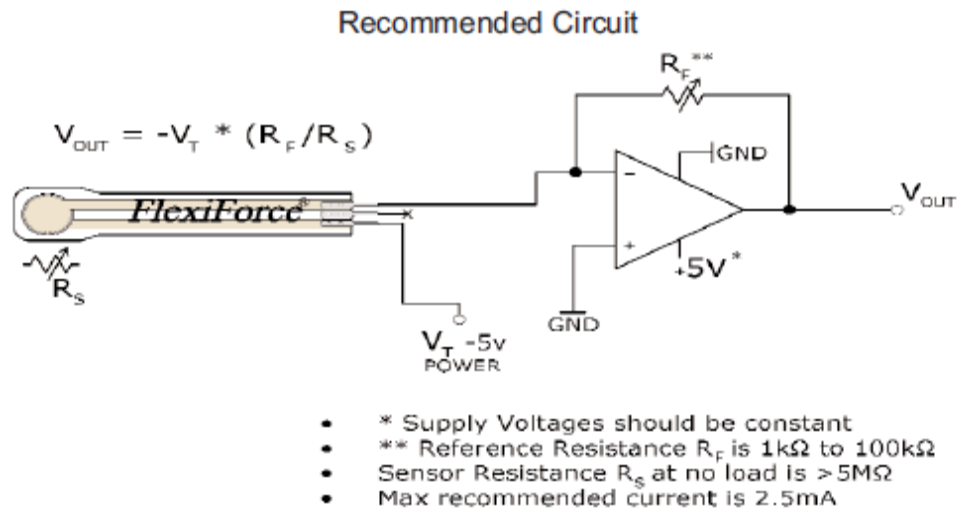 Recommended Circuit
R_F **
V_OUT = -V_T * (R_F /R_S)
GND
FlexiForce®
−
V_OUT
+
+5V*
R_S
GND
V_T -5v
POWER
• * Supply Voltages should be constant
• ** Reference Resistance R_F is 1kΩ to 100kΩ
• Sensor Resistance R_S at no load is >5MΩ
• Max recommended current is 2.5mA